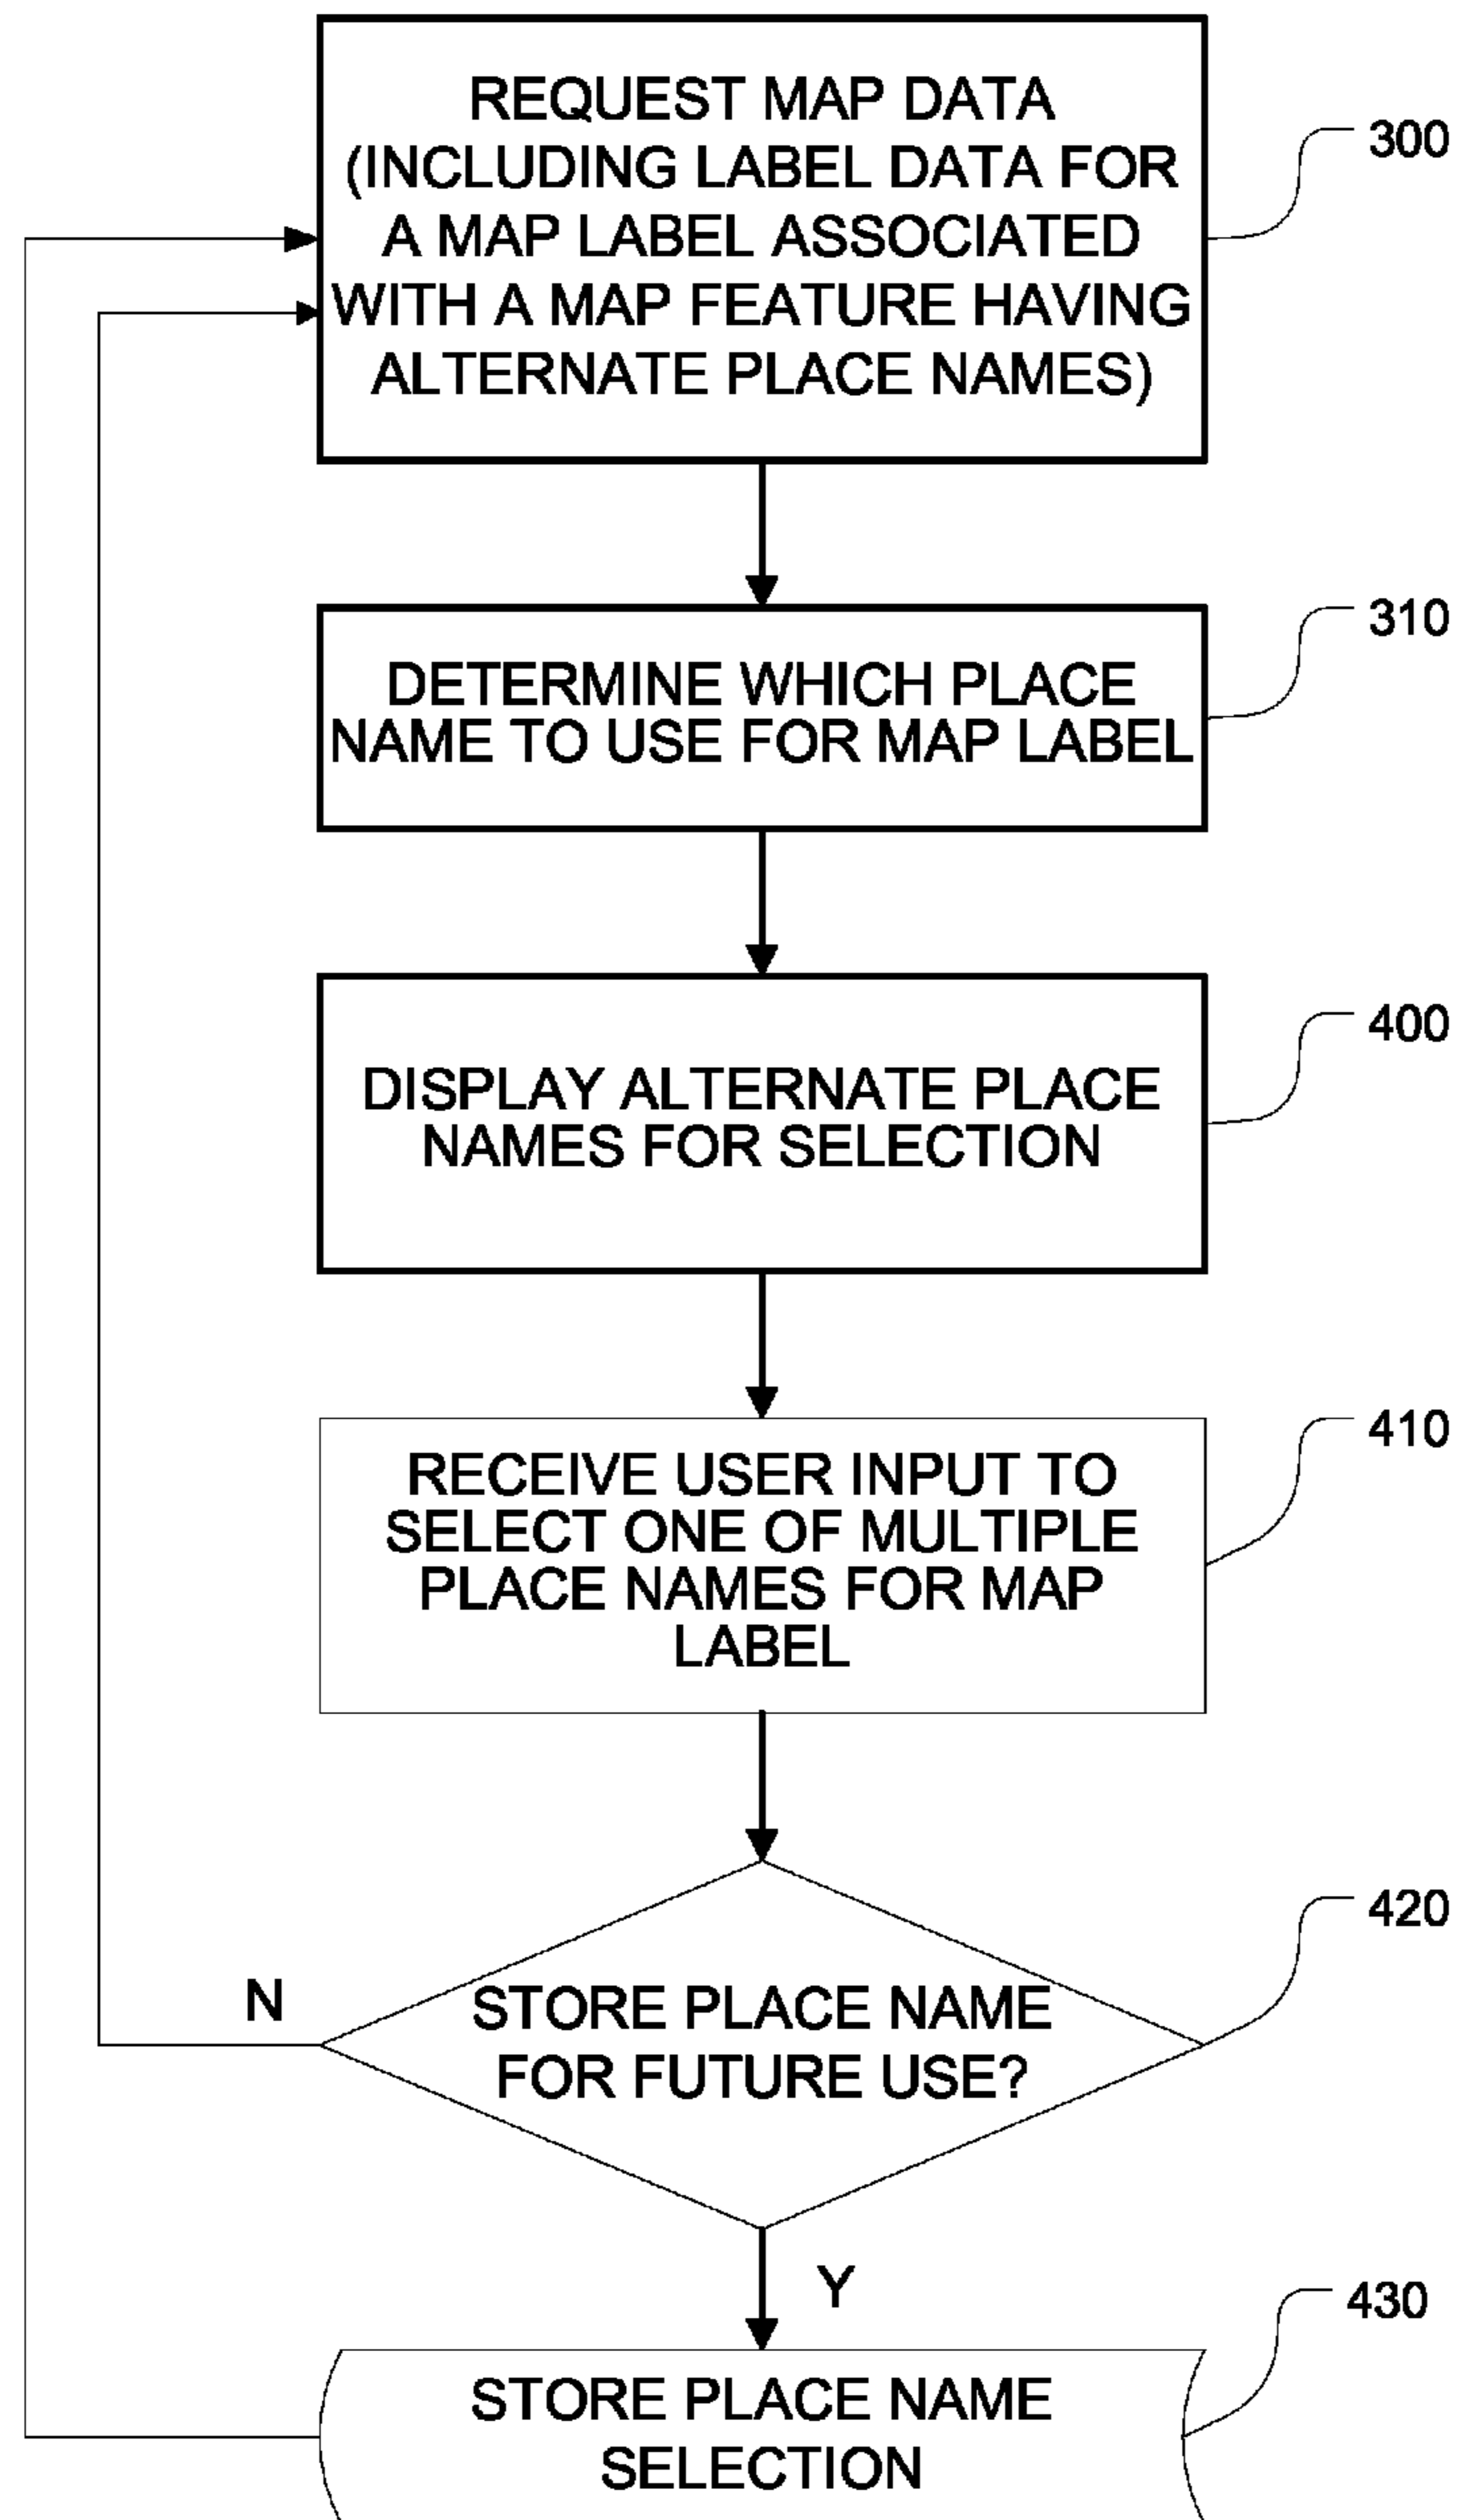 REQUEST MAP DATA
(INCLUDING LABEL DATA FOR
A MAP LABEL ASSOCIATED
WITH A MAP FEATURE HAVING
ALTERNATE PLACE NAMES)
300
DETERMINE WHICH PLACE
NAME TO USE FOR MAP LABEL
310
DISPLAY ALTERNATE PLACE
NAMES FOR SELECTION
400
RECEIVE USER INPUT TO
SELECT ONE OF MULTIPLE
PLACE NAMES FOR MAP
LABEL
410
STORE PLACE NAME
FOR FUTURE USE?
420
N
Y
STORE PLACE NAME
SELECTION
430